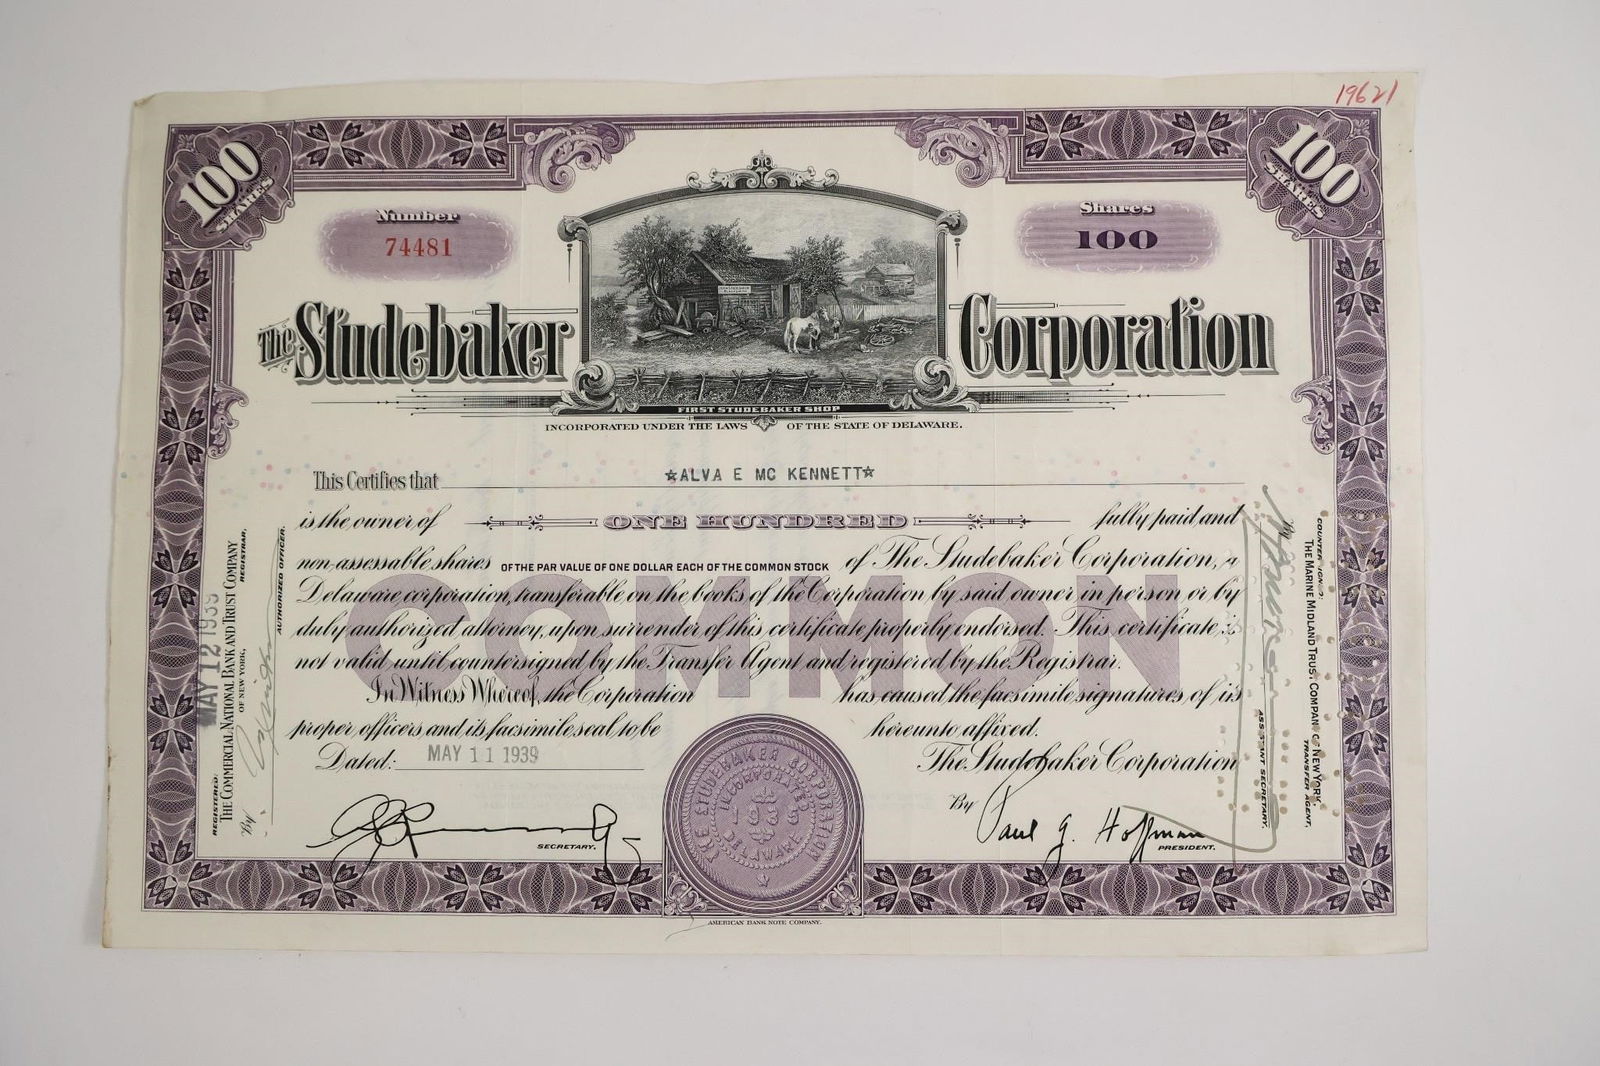 19621
100 SHARES
100 SHARES
Number
74481
Shares
100
The Studebaker Corporation
FIRST STUDEBAKER SHOP
INCORPORATED UNDER THE LAWS OF THE STATE OF DELAWARE.
This Certifies that ☆ALVA E MC KENNETT☆
is the owner of ONE HUNDRED fully paid and
non-assessable shares OF THE PAR VALUE OF ONE DOLLAR EACH OF THE COMMON STOCK of The Studebaker Corporation, a
Delaware corporation, transferable on the books of the Corporation by said owner in person, or by
duly authorized attorney, upon surrender of this certificate properly endorsed. This certificate is
not valid until countersigned by the Transfer Agent and registered by the Registrar.
COMMON
In Witness Whereof, the Corporation has caused the facsimile signatures of its
proper officers and its facsimile seal to be hereunto affixed.
Dated: MAY 11 1939
The Studebaker Corporation
SECRETARY.
By Paul G. Hoffman
PRESIDENT.
THE STUDEBAKER CORPORATION
INCORPORATED
1935
DELAWARE
AMERICAN BANK NOTE COMPANY.
MAY 12 1939
REGISTERED:
THE COMMERCIAL NATIONAL BANK AND TRUST COMPANY
OF NEW YORK, REGISTRAR,
By
AUTHORIZED OFFICER.
COUNTERSIGNED:
THE MARINE MIDLAND TRUST COMPANY OF NEW YORK
TRANSFER AGENT,
By
ASSISTANT SECRETARY.